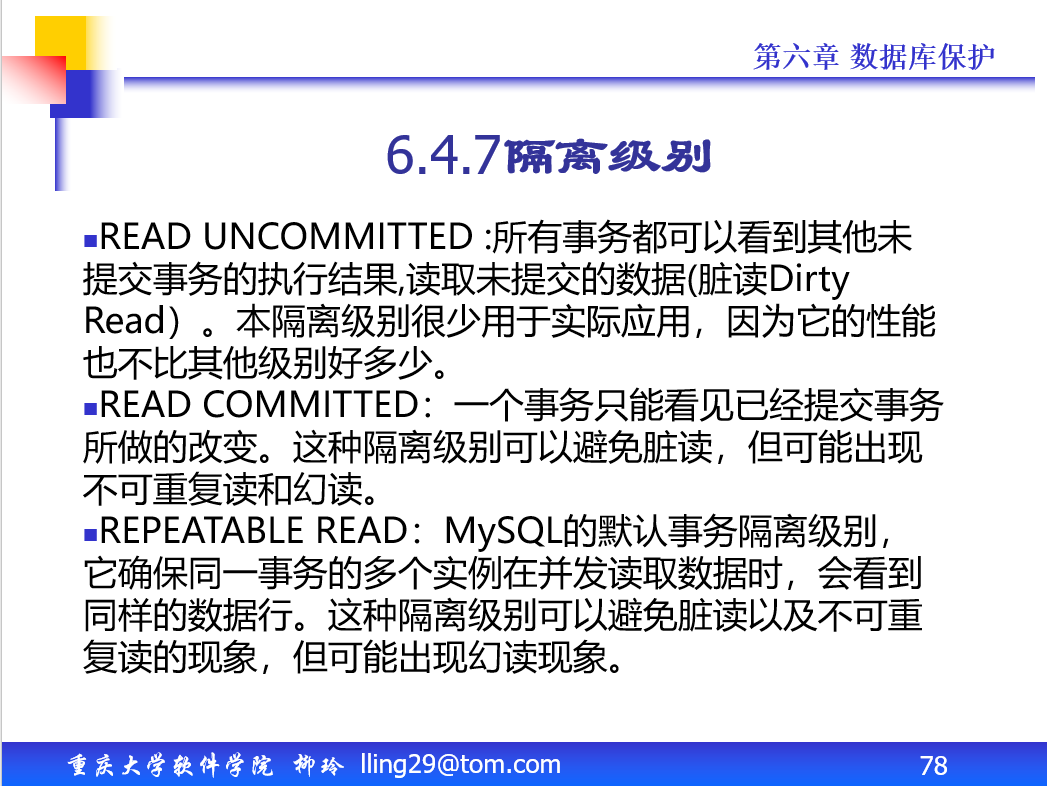 第六章 数据库保护
6.4.7隔离级别
■READ UNCOMMITTED :所有事务都可以看到其他未
提交事务的执行结果,读取未提交的数据(脏读Dirty
Read）。本隔离级别很少用于实际应用，因为它的性能
也不比其他级别好多少。
■READ COMMITTED：一个事务只能看见已经提交事务
所做的改变。这种隔离级别可以避免脏读，但可能出现
不可重复读和幻读。
■REPEATABLE READ：MySQL的默认事务隔离级别，
它确保同一事务的多个实例在并发读取数据时，会看到
同样的数据行。这种隔离级别可以避免脏读以及不可重
复读的现象，但可能出现幻读现象。
重庆大学软件学院 柳玲 lling29@tom.com 78